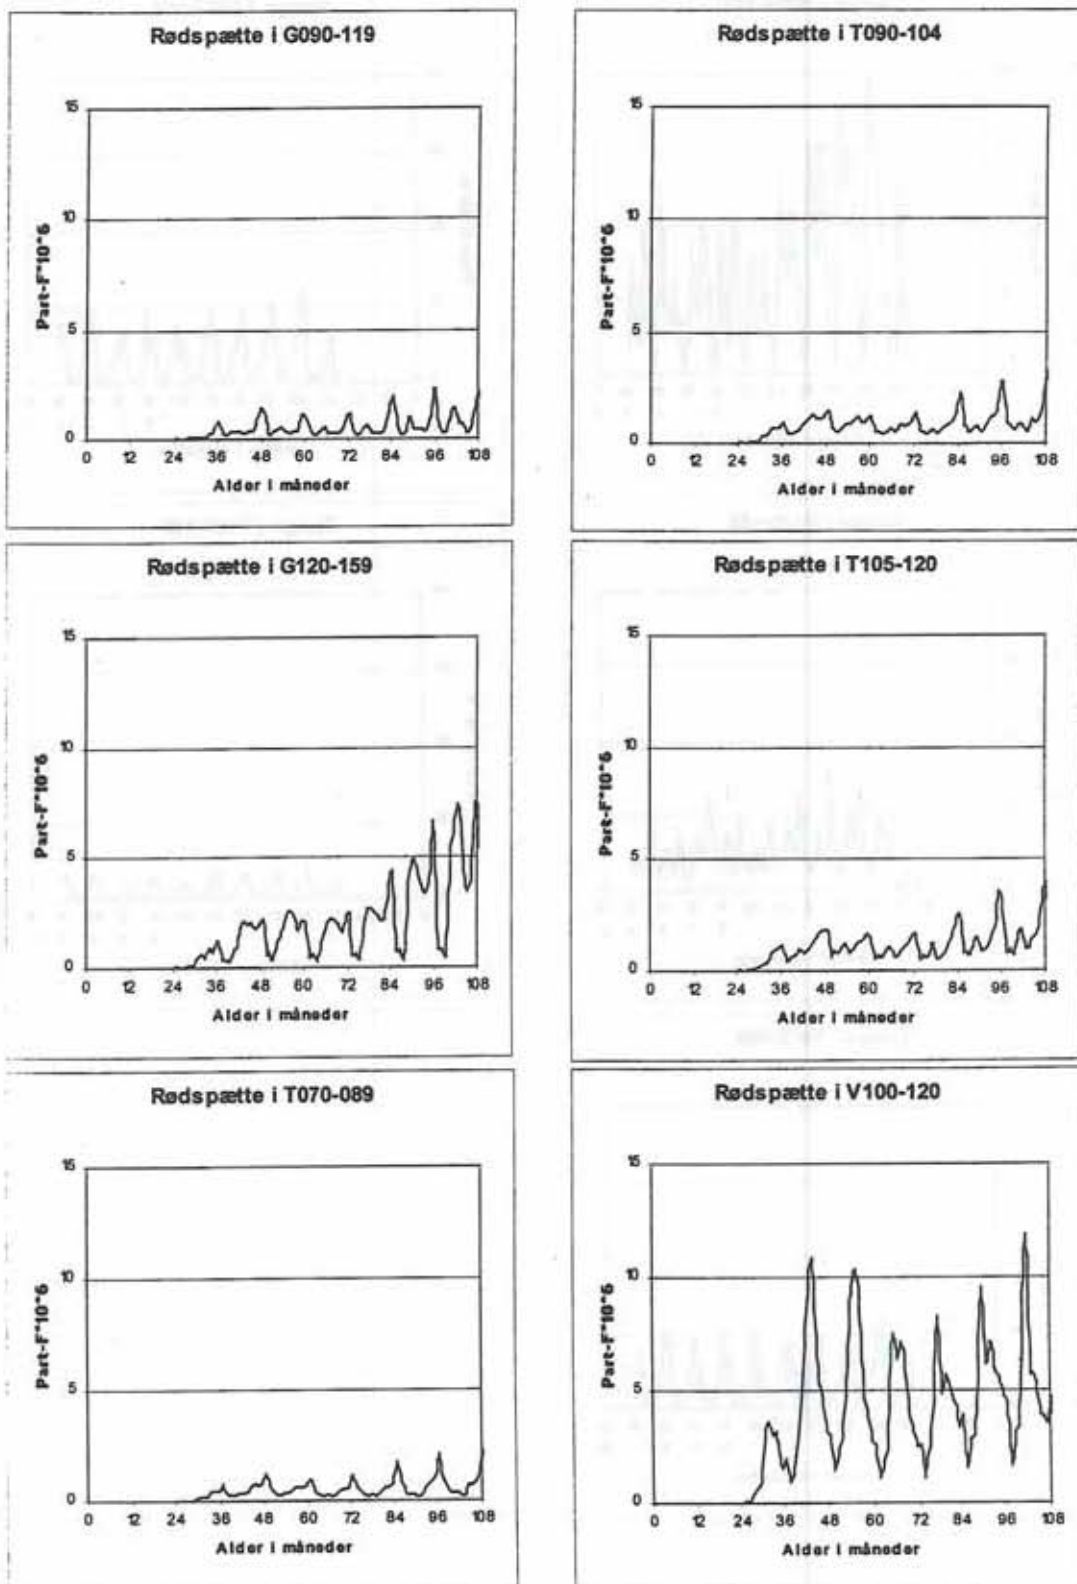 Rødspætte i G090-119
15
10
5
0
Part-F*10^6
0 12 24 36 48 60 72 84 96 108
Alder i måneder
Rødspætte i T090-104
15
10
5
0
Part-F*10^6
0 12 24 36 48 60 72 84 96 108
Alder i måneder
Rødspætte i G120-159
15
10
5
0
Part-F*10^6
0 12 24 36 48 60 72 84 96 108
Alder i måneder
Rødspætte i T105-120
15
10
5
0
Part-F*10^6
0 12 24 36 48 60 72 84 96 108
Alder i måneder
Rødspætte i T070-089
15
10
5
0
Part-F*10^6
0 12 24 36 48 60 72 84 96 108
Alder i måneder
Rødspætte i V100-120
15
10
5
0
Part-F*10^6
0 12 24 36 48 60 72 84 96 108
Alder i måneder